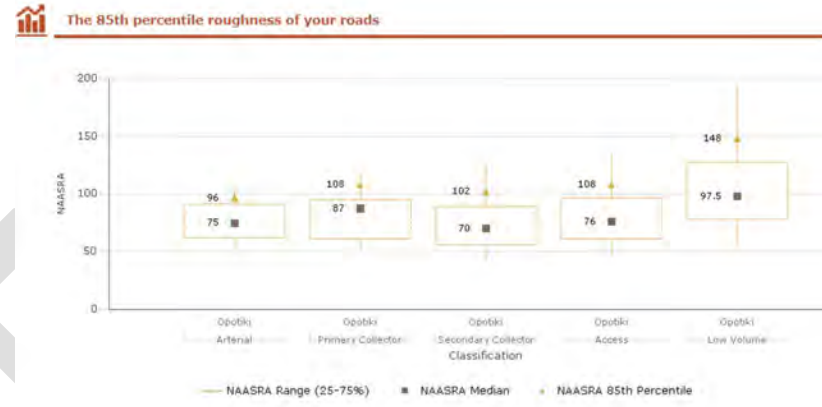 The 85th percentile roughness of your roads
200
150
100
50
0
NAASRA
96
75
108
87
102
70
108
76
148
97.5
Opotiki Opotiki Opotiki Opotiki Opotiki
Arterial Primary Collector Secondary Collector Access Low Volume
Classification
NAASRA Range (25-75%) NAASRA Median NAASRA 85th Percentile